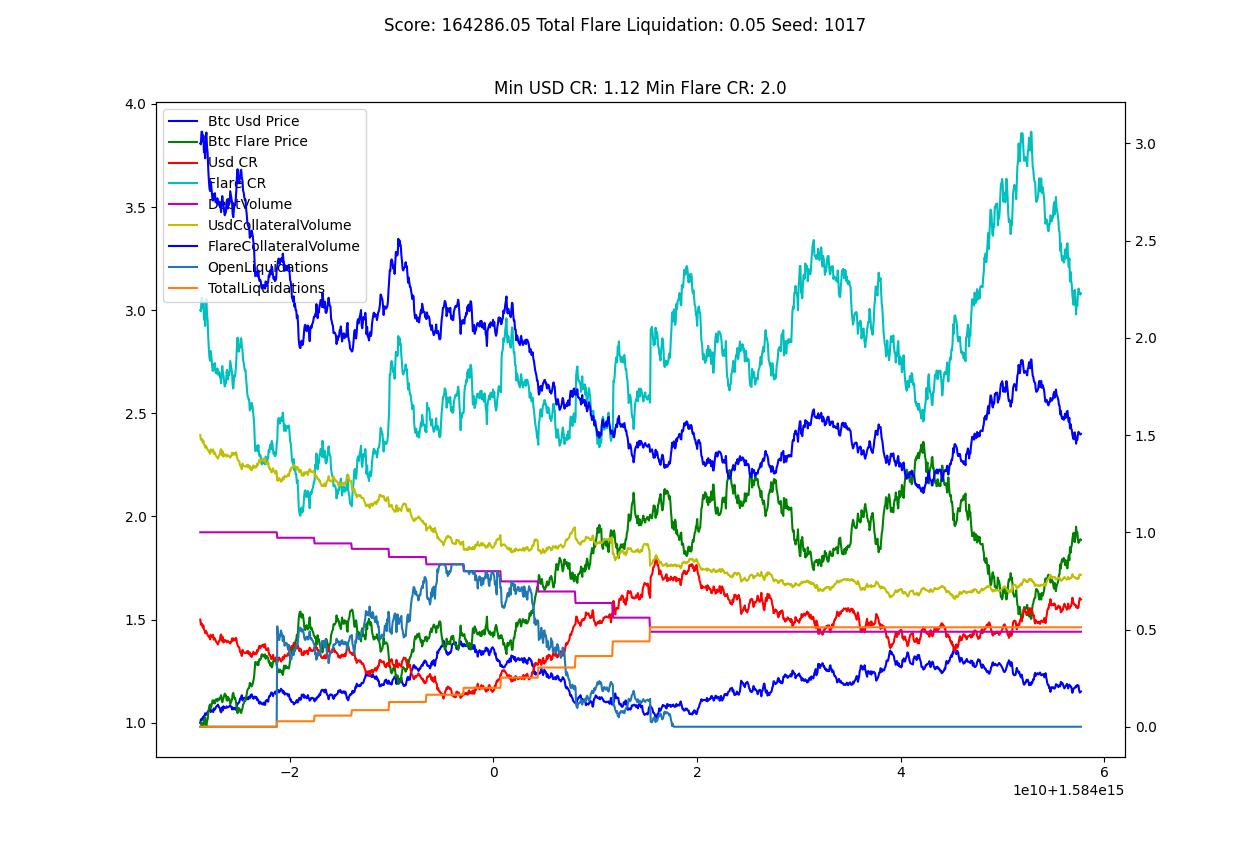 Score: 164286.05 Total Flare Liquidation: 0.05 Seed: 1017
Min USD CR: 1.12 Min Flare CR: 2.0
Btc Usd Price
Btc Flare Price
Usd CR
Flare CR
DebtVolume
UsdCollateralVolume
FlareCollateralVolume
OpenLiquidations
TotalLiquidations
4.0
3.5
3.0
2.5
2.0
1.5
1.0
3.0
2.5
2.0
1.5
1.0
0.5
0.0
−2
0
2
4
6
1e10+1.584e15